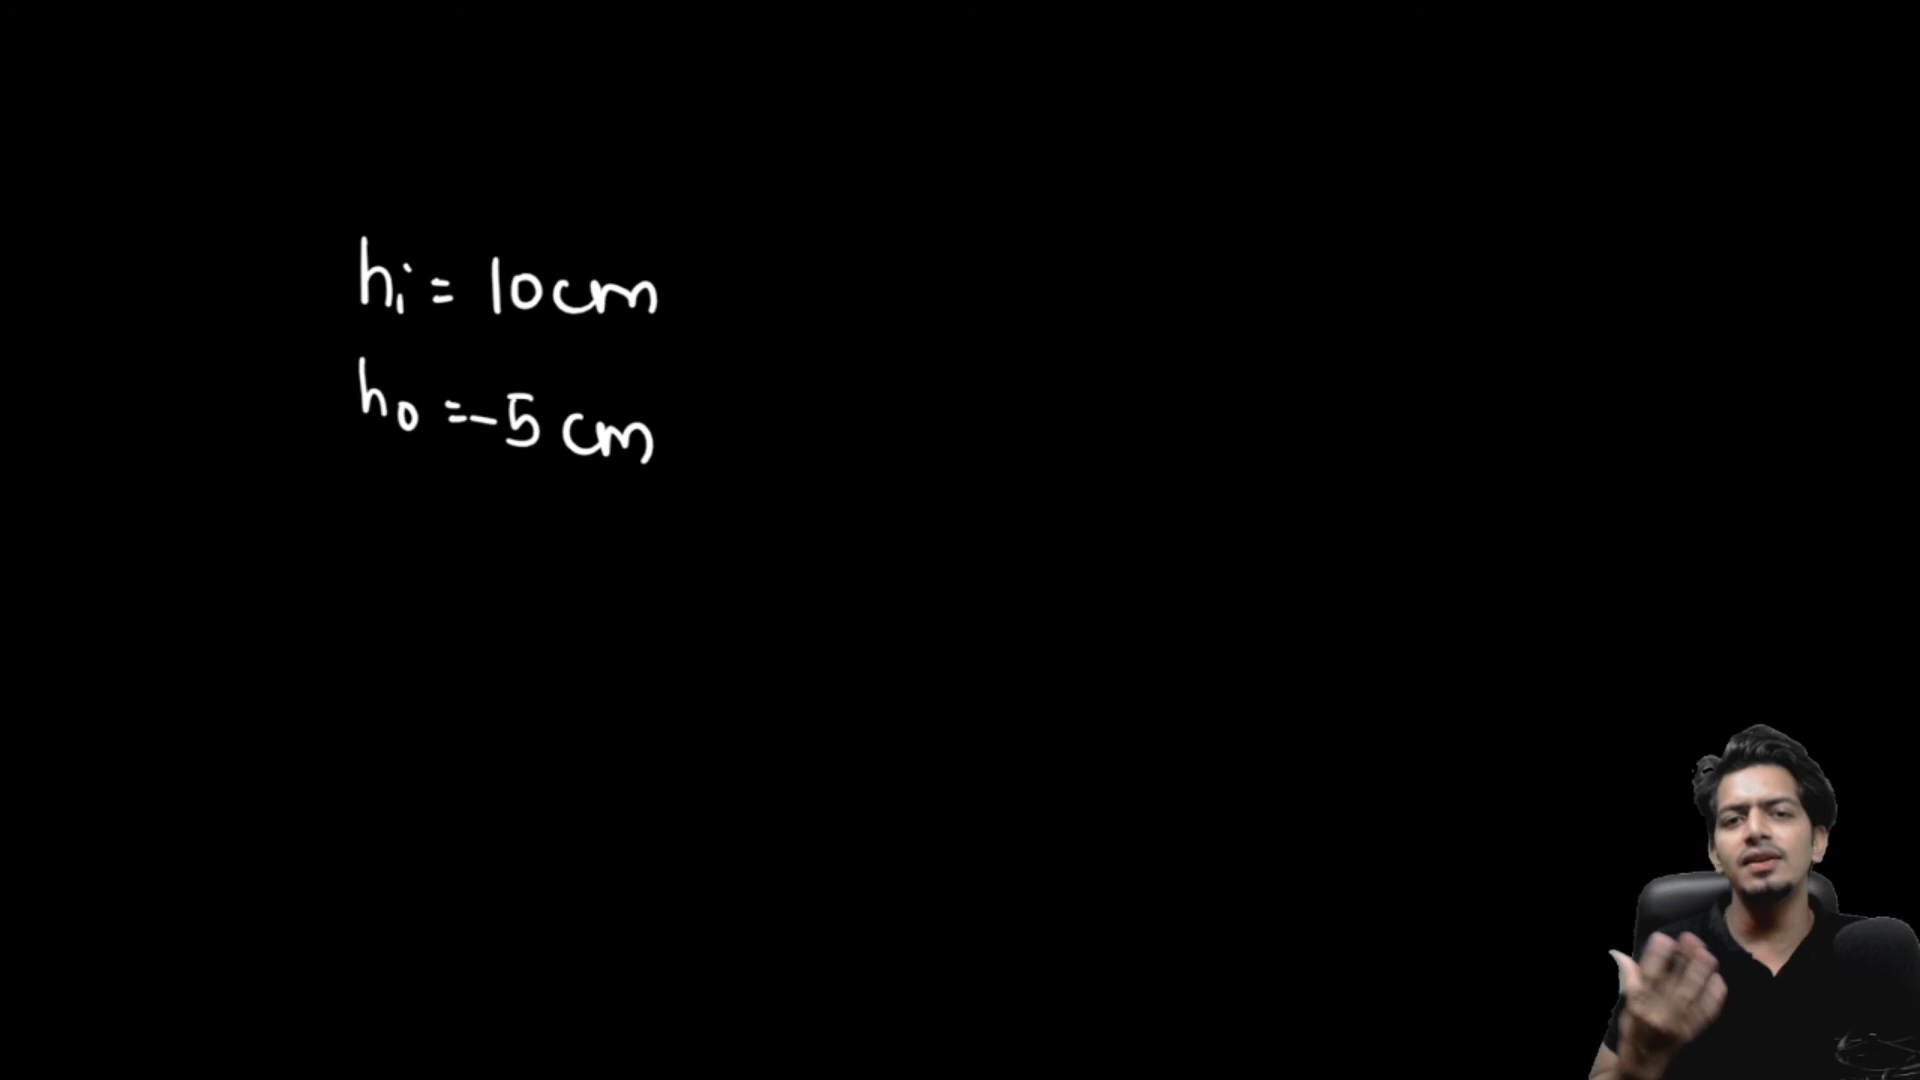 hi = 10cm
ho = -5 cm